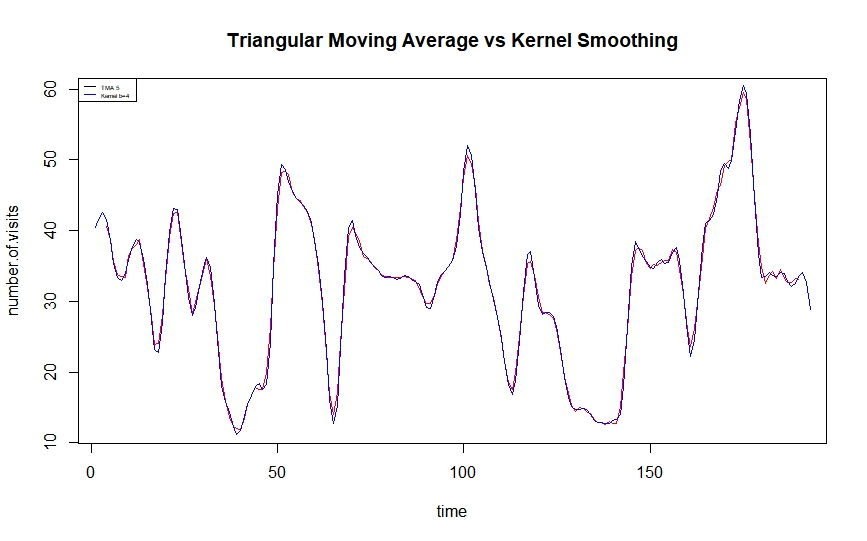 Triangular Moving Average vs Kernel Smoothing
TMA 5
Kernel b=4
60
50
40
30
20
10
number.of.visits
0
50
100
150
time